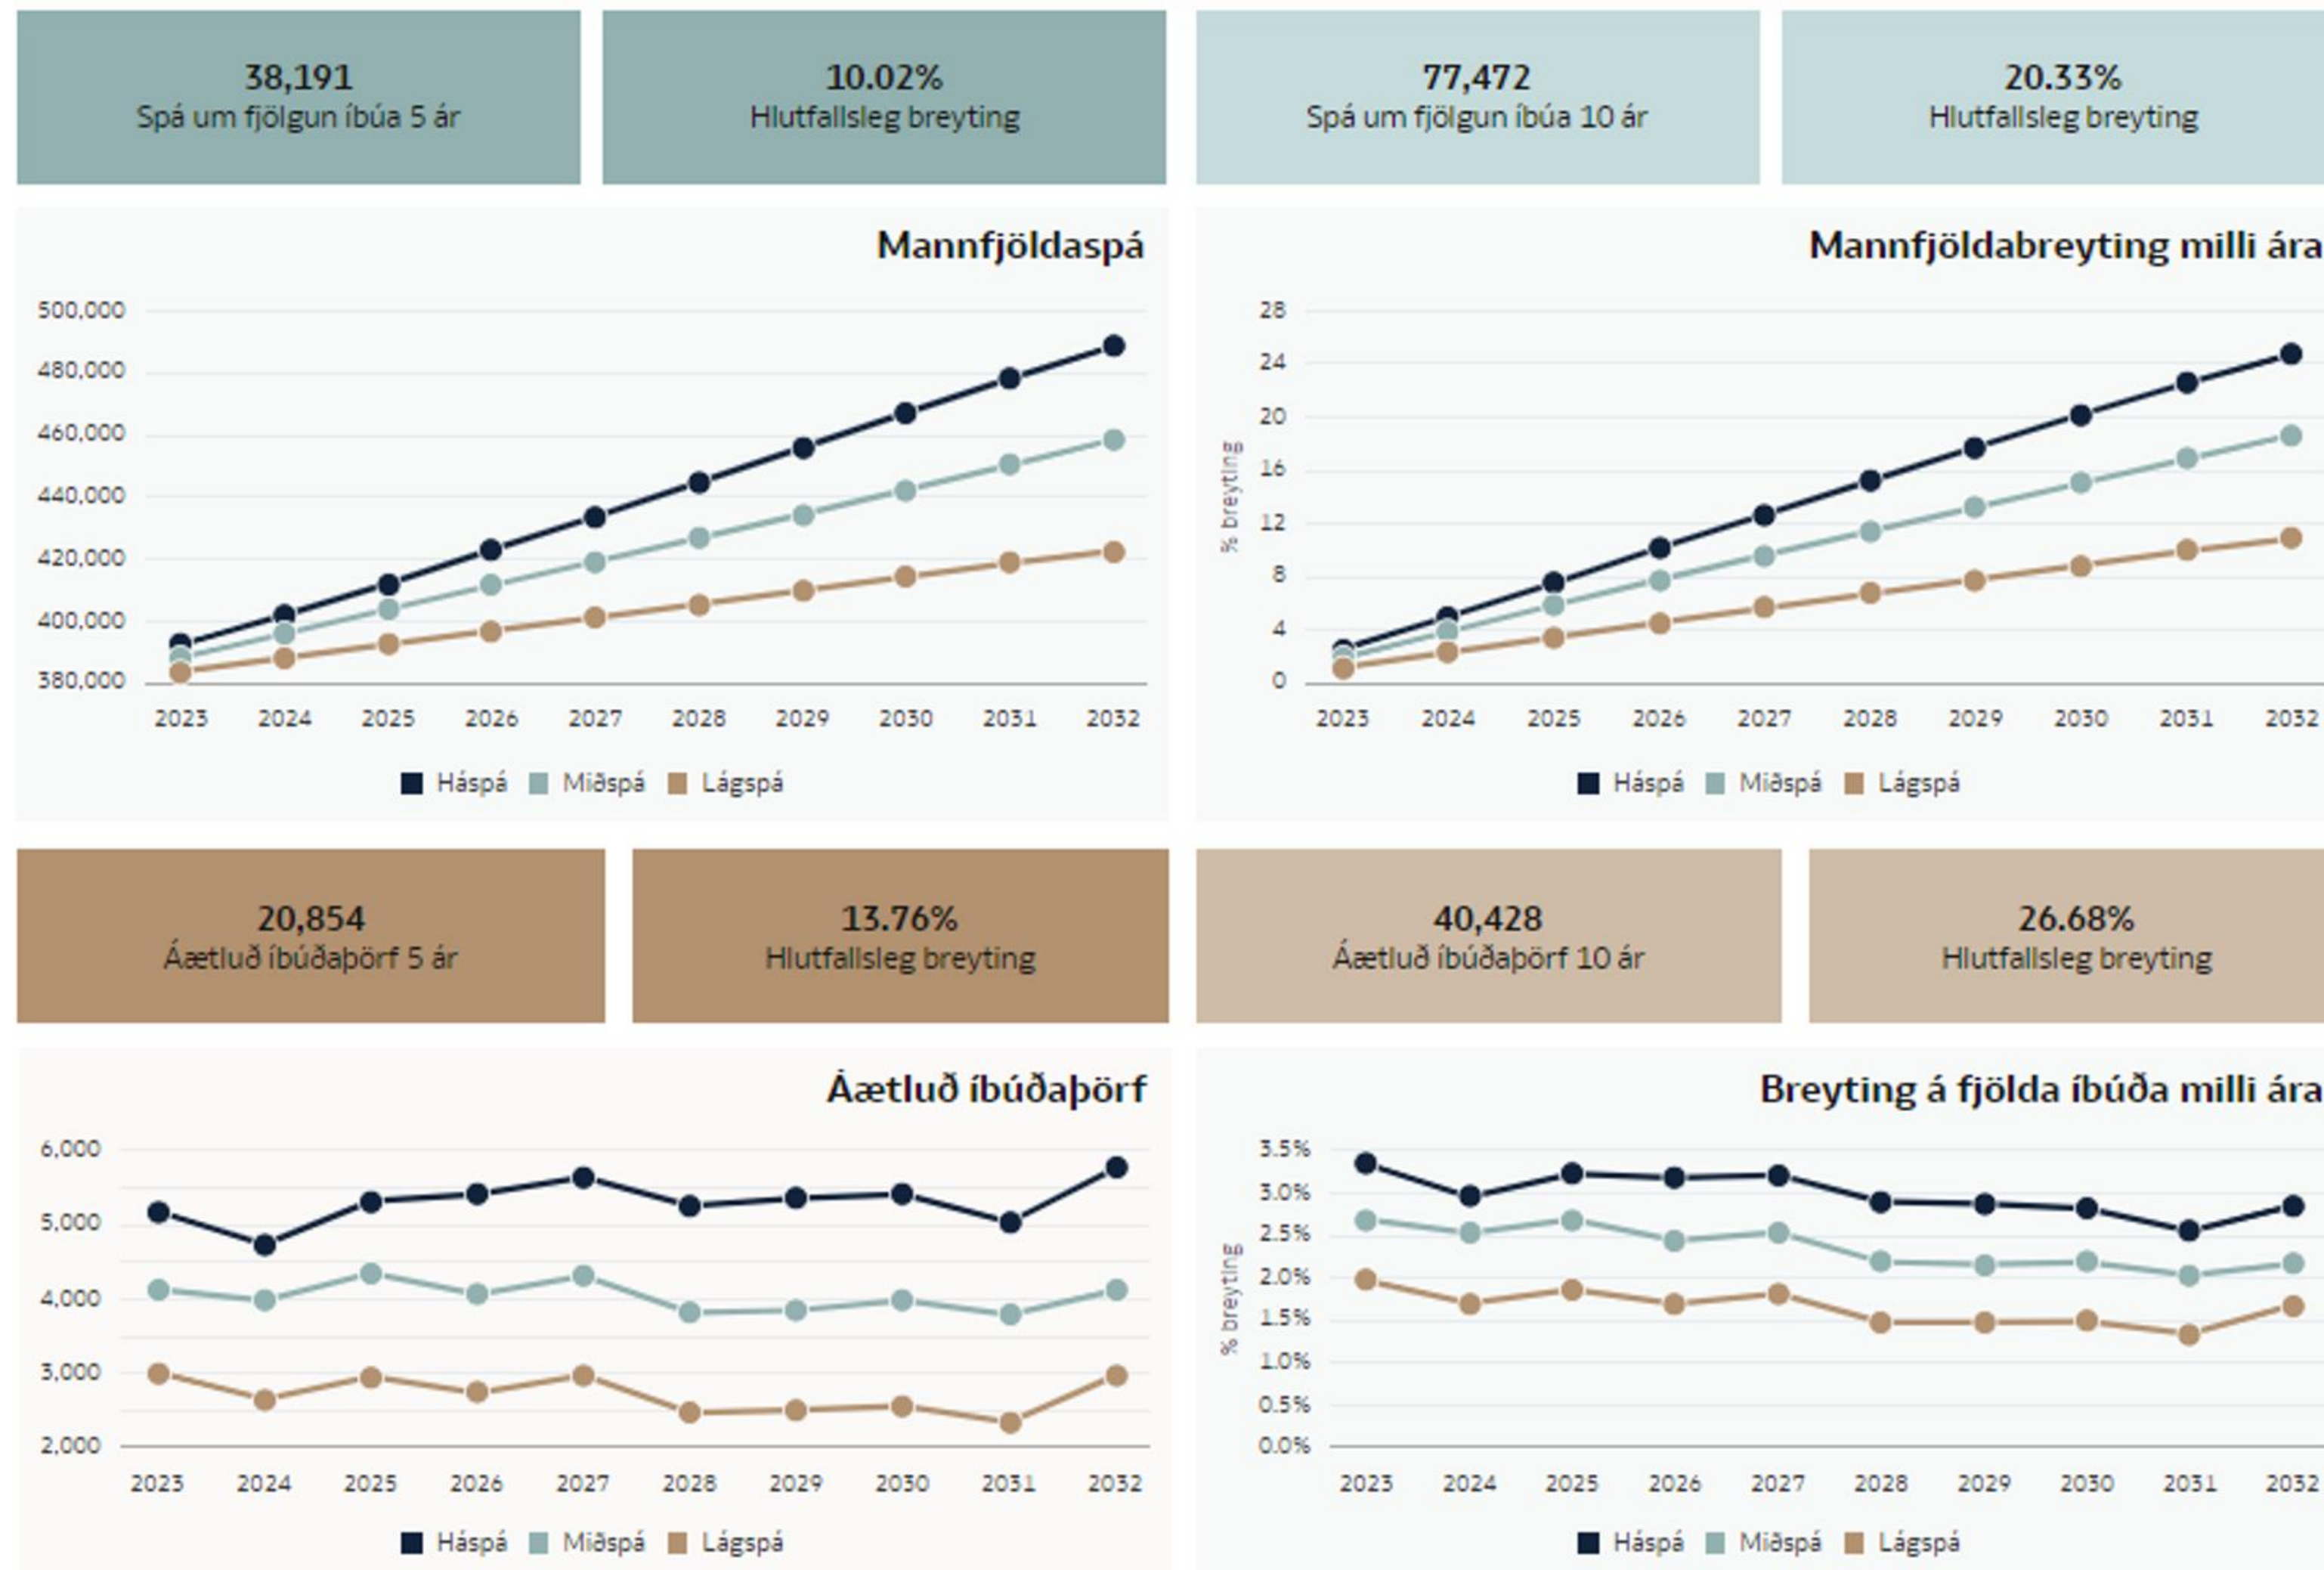 38,191
Spá um fjölgun íbúa 5 ár
10.02%
Hlutfallsleg breyting
77,472
Spá um fjölgun íbúa 10 ár
20.33%
Hlutfallsleg breyting
Mannfjöldaspá
500,000
480,000
460,000
440,000
420,000
400,000
380,000
2023 2024 2025 2026 2027 2028 2029 2030 2031 2032
Háspá Miðspá Lágspá
Mannfjöldabreyting milli ára
% breyting
28
24
20
16
12
8
4
0
2023 2024 2025 2026 2027 2028 2029 2030 2031 2032
Háspá Miðspá Lágspá
20,854
Áætluð íbúðaþörf 5 ár
13.76%
Hlutfallsleg breyting
40,428
Áætluð íbúðaþörf 10 ár
26.68%
Hlutfallsleg breyting
Áætluð íbúðaþörf
6,000
5,000
4,000
3,000
2,000
2023 2024 2025 2026 2027 2028 2029 2030 2031 2032
Háspá Miðspá Lágspá
Breyting á fjölda íbúða milli ára
% breyting
3.5%
3.0%
2.5%
2.0%
1.5%
1.0%
0.5%
0.0%
2023 2024 2025 2026 2027 2028 2029 2030 2031 2032
Háspá Miðspá Lágspá